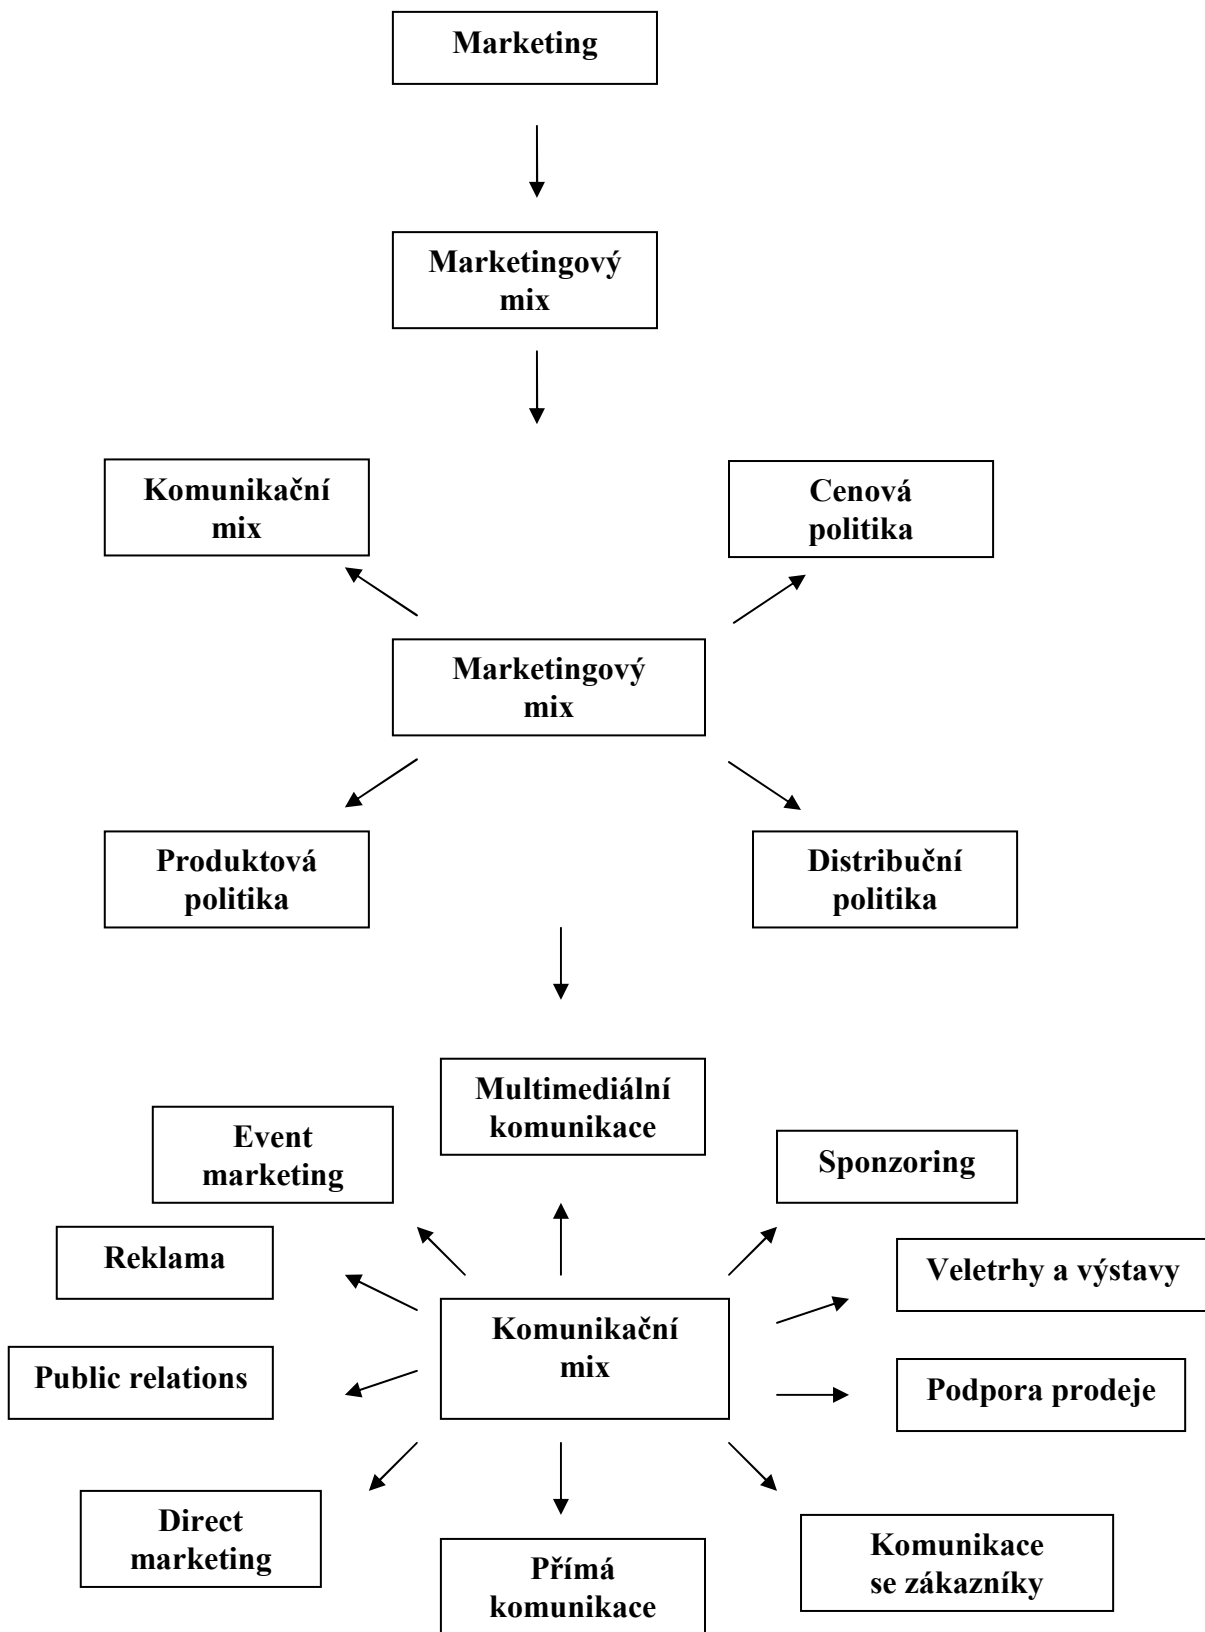 Marketing
Marketingový
mix
Komunikační
mix
Cenová
politika
Marketingový
mix
Produktová
politika
Distribuční
politika
Multimediální
komunikace
Event
marketing
Sponzoring
Reklama
Veletrhy a výstavy
Komunikační
mix
Public relations
Podpora prodeje
Direct
marketing
Přímá
komunikace
Komunikace
se zákazníky